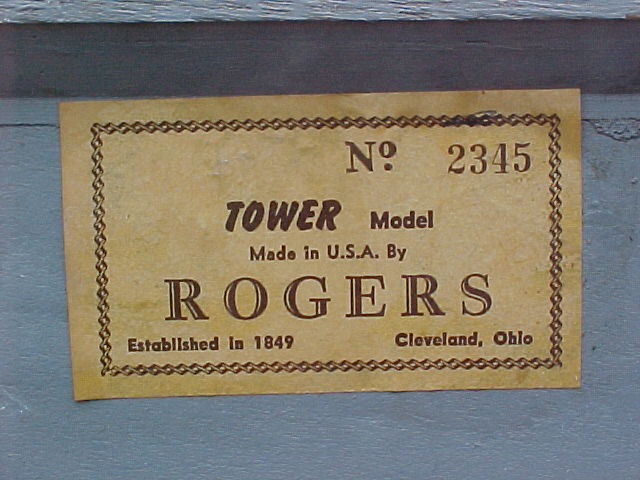 Nº 2345
TOWER Model
Made in U.S.A. By
ROGERS
Established in 1849 Cleveland, Ohio